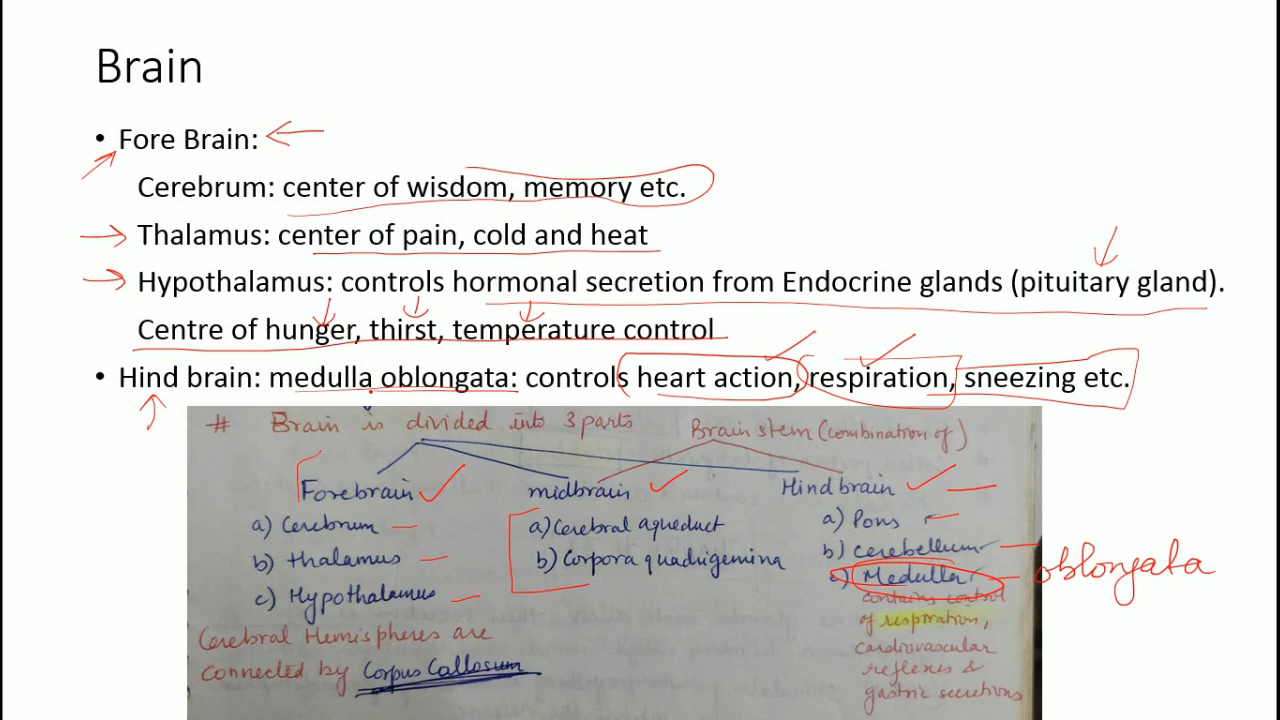 Brain
• Fore Brain:
Cerebrum: center of wisdom, memory etc.
Thalamus: center of pain, cold and heat
Hypothalamus: controls hormonal secretion from Endocrine glands (pituitary gland).
Centre of hunger, thirst, temperature control
• Hind brain: medulla oblongata: controls heart action, respiration, sneezing etc.
# Brain is divided into 3 parts
Brain stem (combination of)
Forebrain midbrain Hind brain
a) Cerebrum a) Cerebral aqueduct a) Pons
b) thalamus b) Corpora quadrigemina b) cerebellum
c) Hypothalamus c) Medulla oblongata
contains control
of respiration,
cardiovascular
reflexes &
gastric secretions
Cerebral Hemispheres are
connected by Corpus Callosum